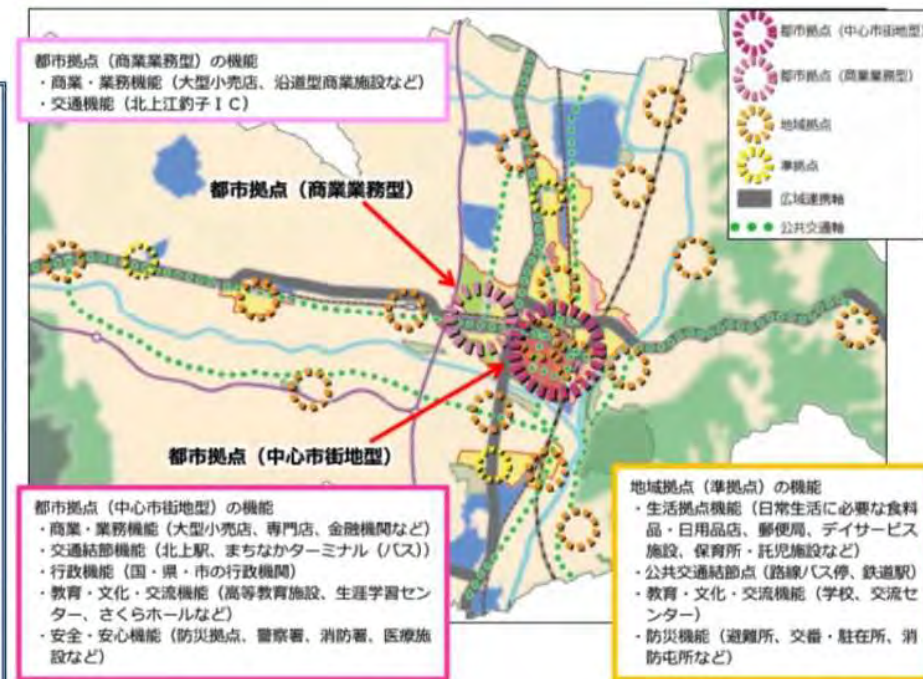 都市拠点（商業業務型）の機能
・商業・業務機能（大型小売店、沿道型商業施設など）
・交通機能（北上江釣子ＩＣ）
都市拠点（中心市街地型）
都市拠点（商業業務型）
地域拠点
準拠点
広域連携軸
公共交通軸
都市拠点（商業業務型）
都市拠点（中心市街地型）
都市拠点（中心市街地型）の機能
・商業・業務機能（大型小売店、専門店、金融機関など）
・交通結節機能（北上駅、まちなかターミナル（バス））
・行政機能（国・県・市の行政機関）
・教育・文化・交流機能（高等教育施設、生涯学習セン
ター、さくらホールなど）
・安全・安心機能（防災拠点、警察署、消防署、医療施
設など）
地域拠点（準拠点）の機能
・生活拠点機能（日常生活に必要な食料
品・日用品店、郵便局、デイサービス
施設、保育所・託児施設など）
・公共交通結節点（路線バス停、鉄道駅）
・教育・文化・交流機能（学校、交流セ
ンター）
・防災機能（避難所、交番・駐在所、消
防屯所など）